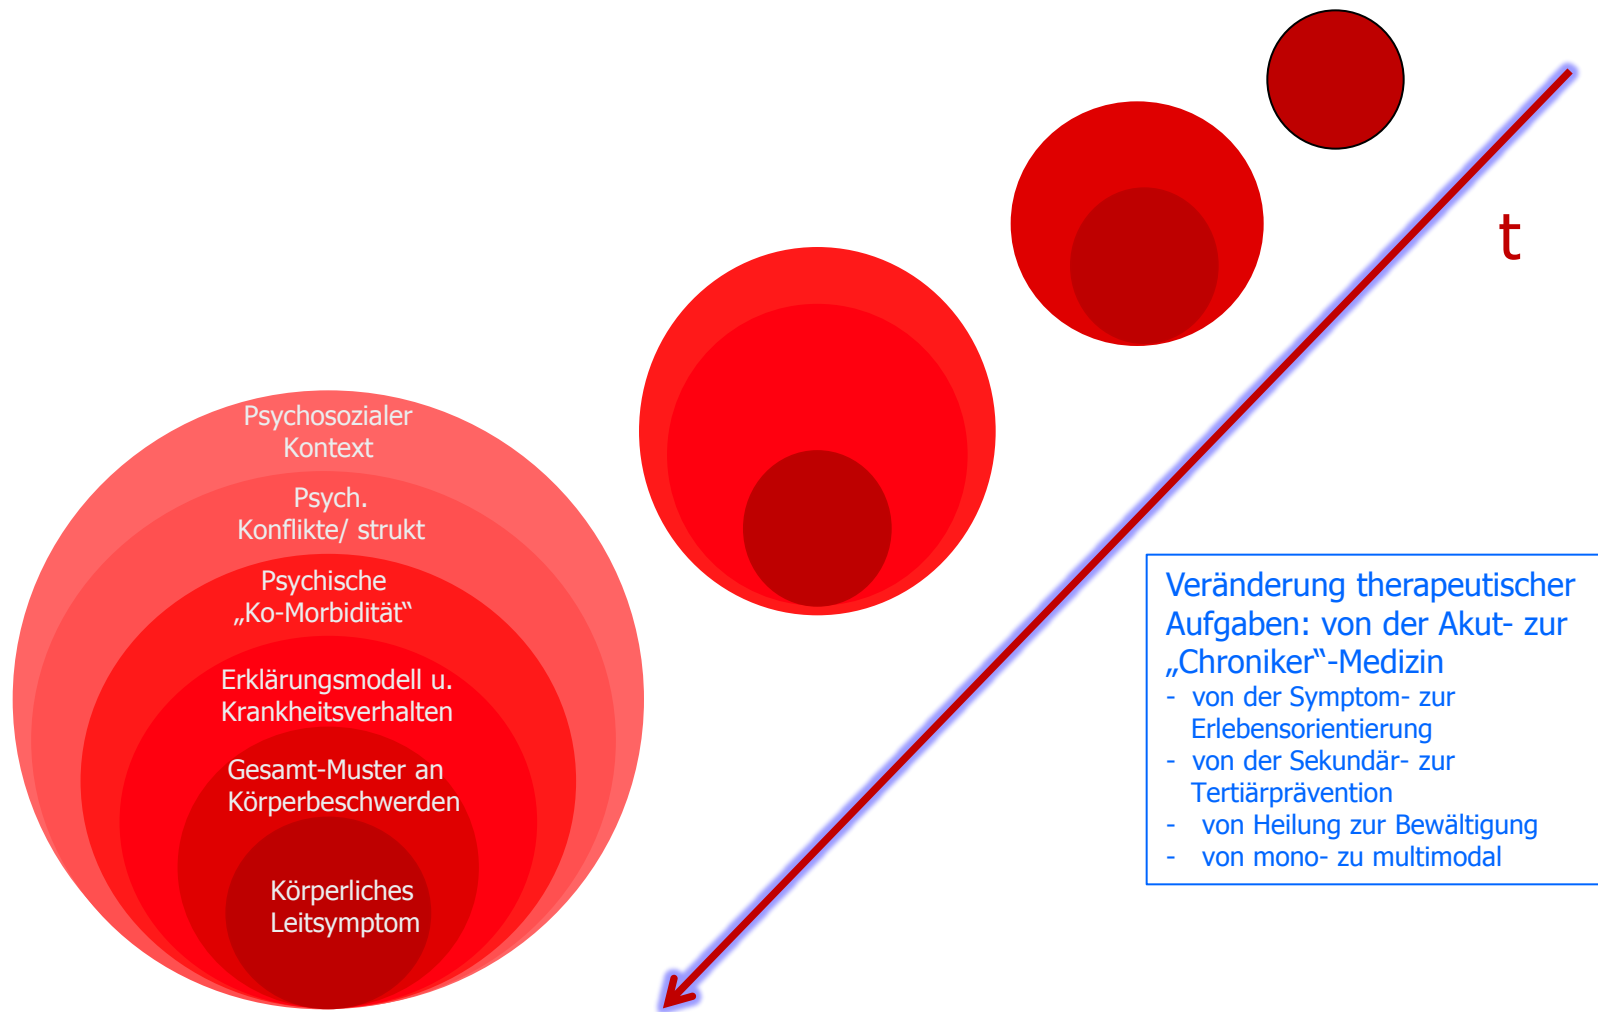 t
Psychosozialer
Kontext
Psych.
Konflikte/ strukt
Psychische
„Ko-Morbidität“
Erklärungsmodell u.
Krankheitsverhalten
Gesamt-Muster an
Körperbeschwerden
Körperliches
Leitsymptom
Veränderung therapeutischer
Aufgaben: von der Akut- zur
„Chroniker“-Medizin
- von der Symptom- zur
Erlebensorientierung
- von der Sekundär- zur
Tertiärprävention
- von Heilung zur Bewältigung
- von mono- zu multimodal